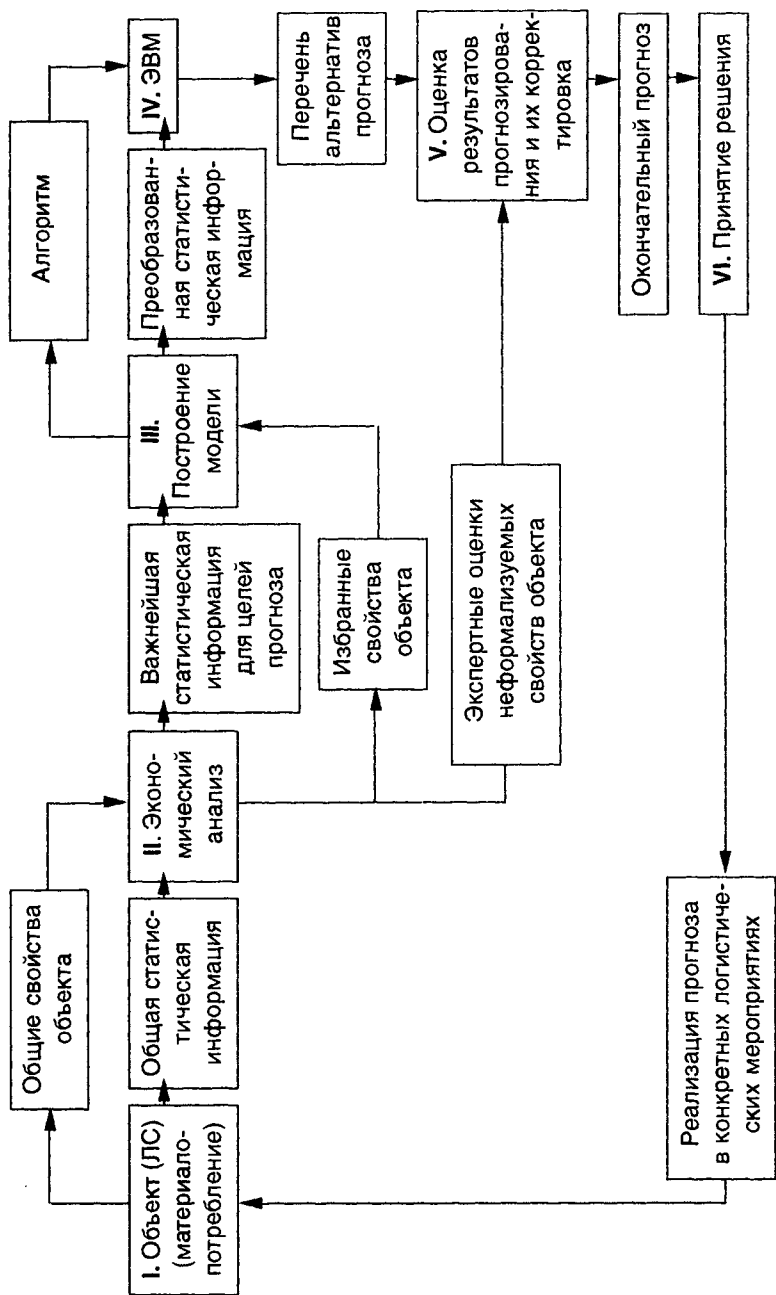 Общие свойства
объекта
I. Объект (ЛС)
(материало-
потребление)
Общая статис-
тическая
информация
II. Эконо-
мический
анализ
Важнейшая
статистическая
информация
для целей
прогноза
Избранные
свойства
объекта
Экспертные оценки
неформализуемых
свойств объекта
III.
Построение
модели
Алгоритм
Преобразован-
ная статисти-
ческая инфор-
мация
IV. ЭВМ
Перечень
альтернатив
прогноза
V. Оценка
результатов
прогнозирова-
ния и их коррек-
тировка
Окончательный прогноз
VI. Принятие решения
Реализация прогноза
в конкретных логистиче-
ских мероприятиях